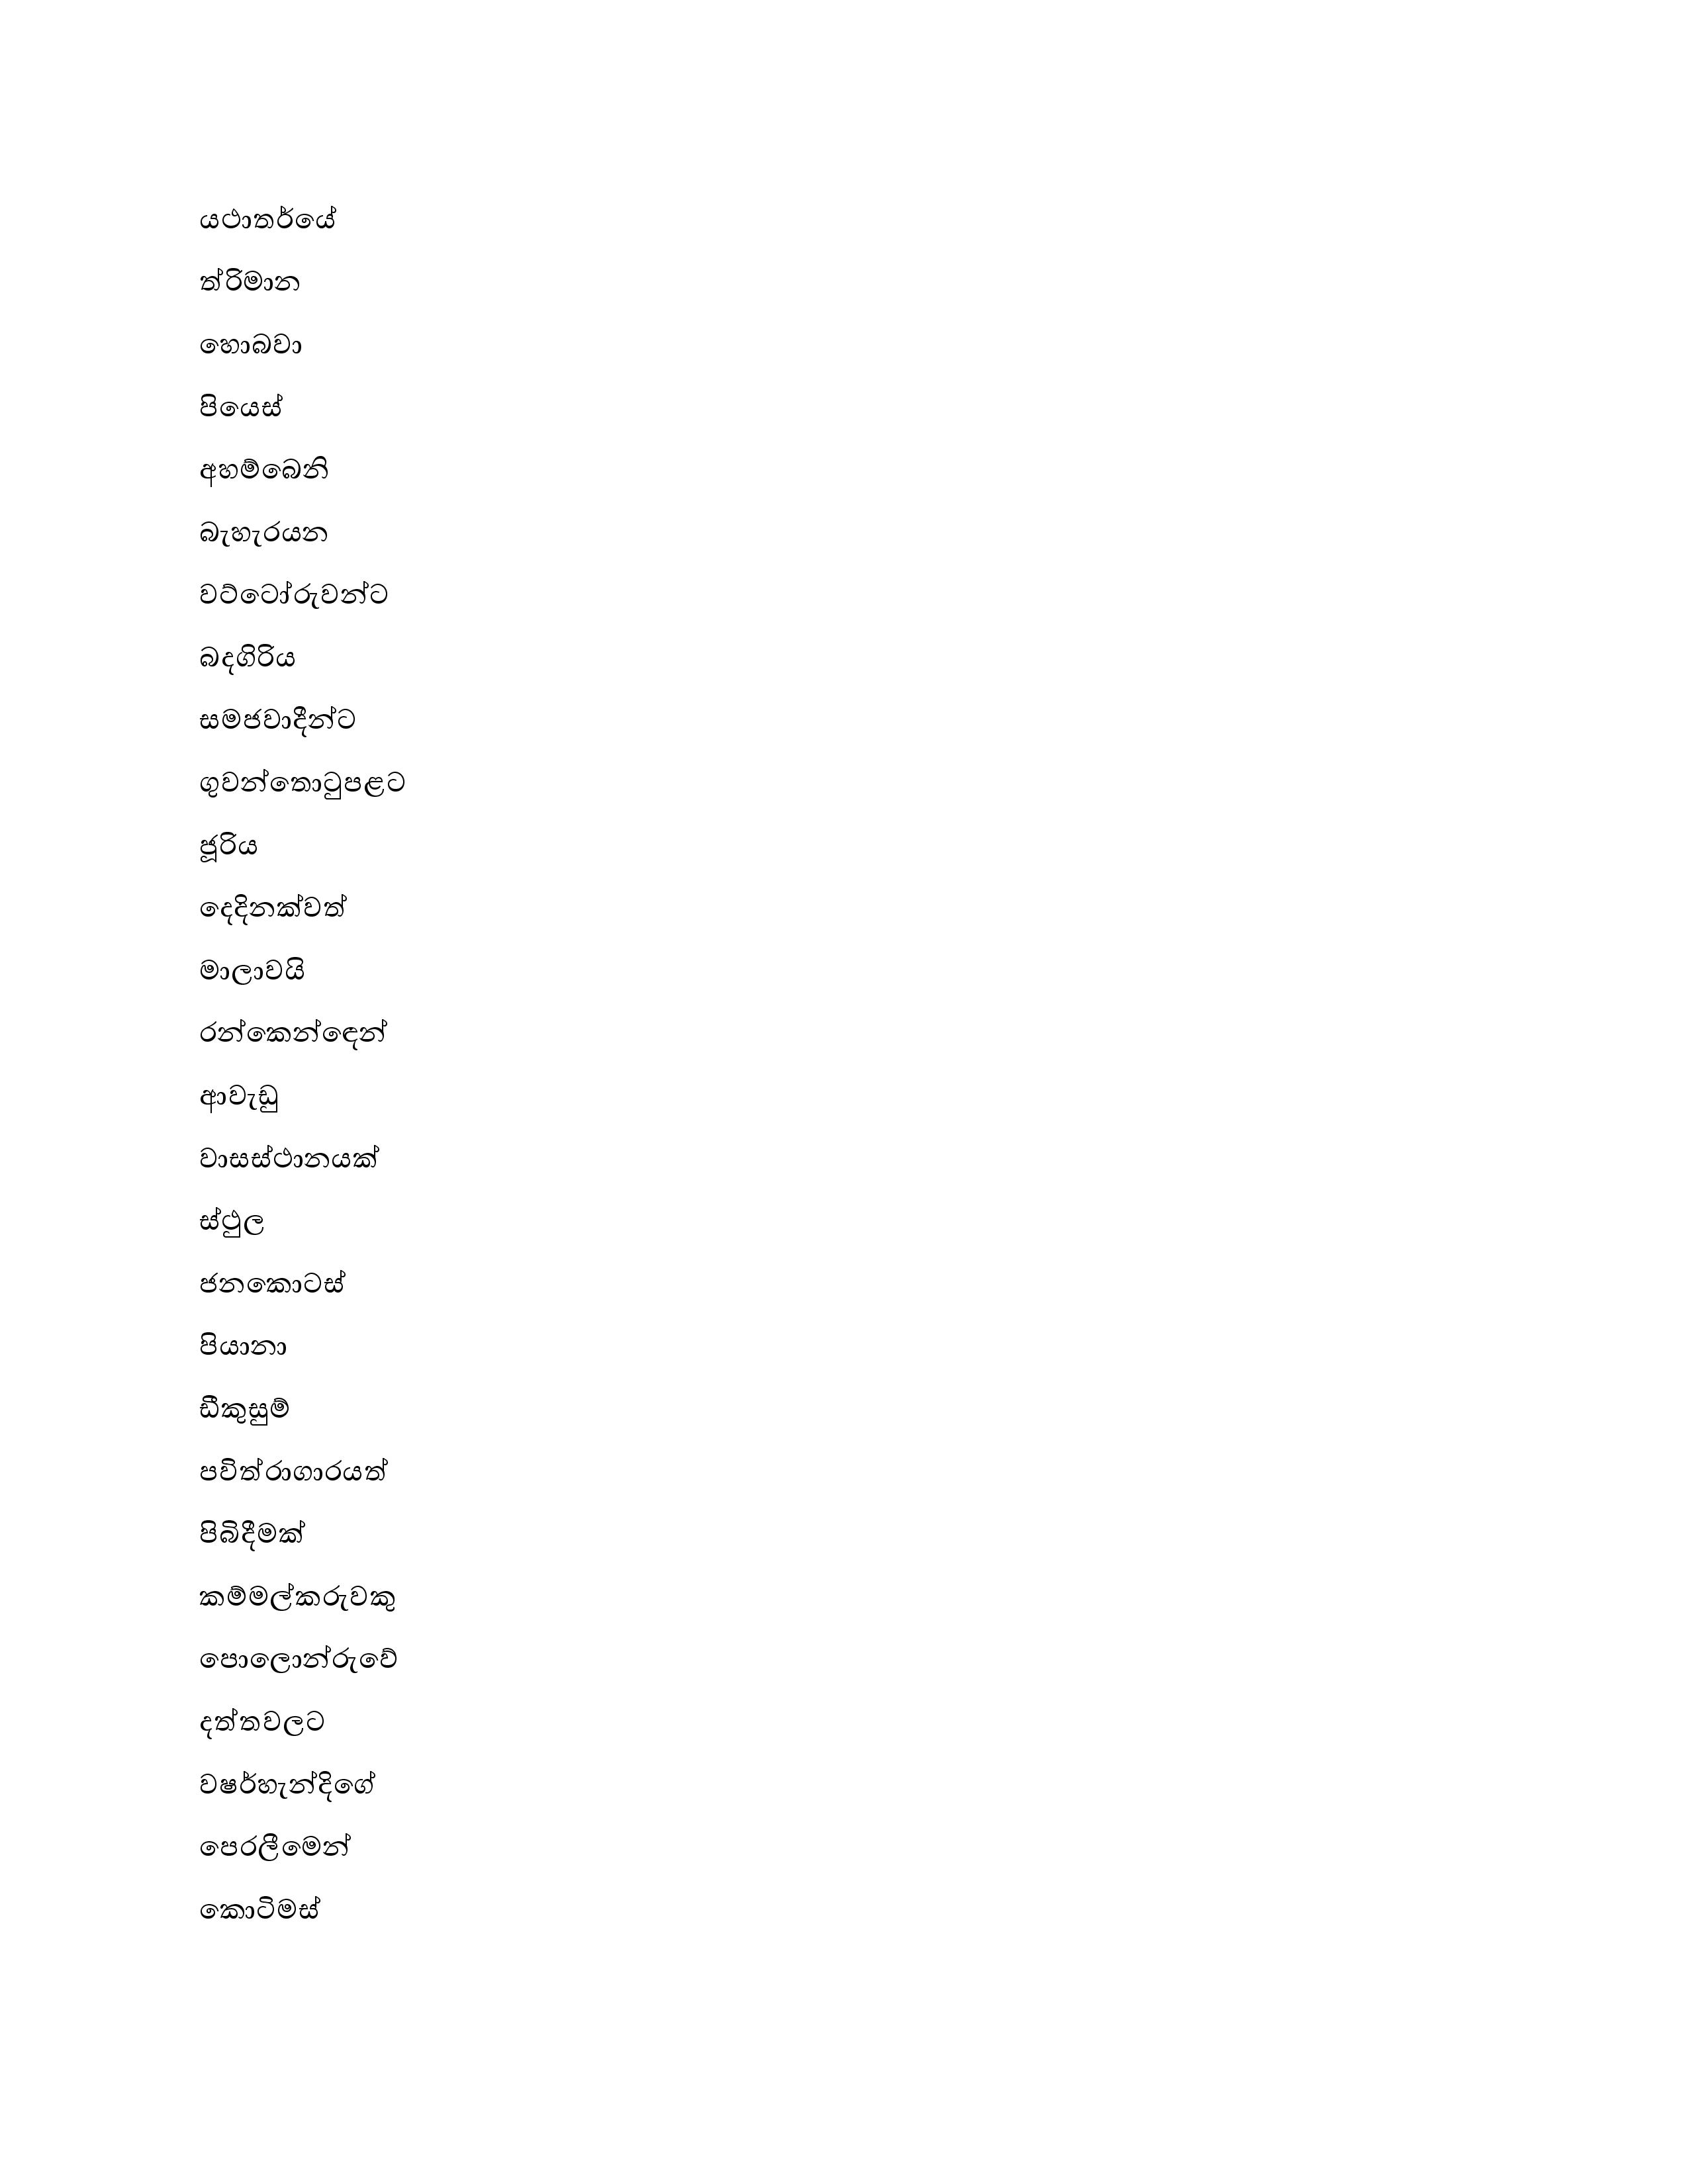 යථාතර්යේ
ත්රිමාන
හොබවා
පියෙස්
අහම්බෙනි
බැහැරයන
වට්ටෝරුවන්ට
බදගිරිය
සමජවාදීන්ට
ගුවන්තොටුපළට
ජූරිය
දෙදිනක්වත්
මාලාවයි
රන්කෙන්ඳෙන්
ආවැඩු
වාසස්ථානයක්
ස්ථුල
ජනකොටස්
පියානා
ඩීකුසුම්
පවිත්රාගාරයත්
පිබිදීමක්
කම්මල්කරුවකු
පොලොන්රුවේ
දත්තවලට
වෂර්හැන්දිගේ
පෙරලීමෙන්
කොටිමස්